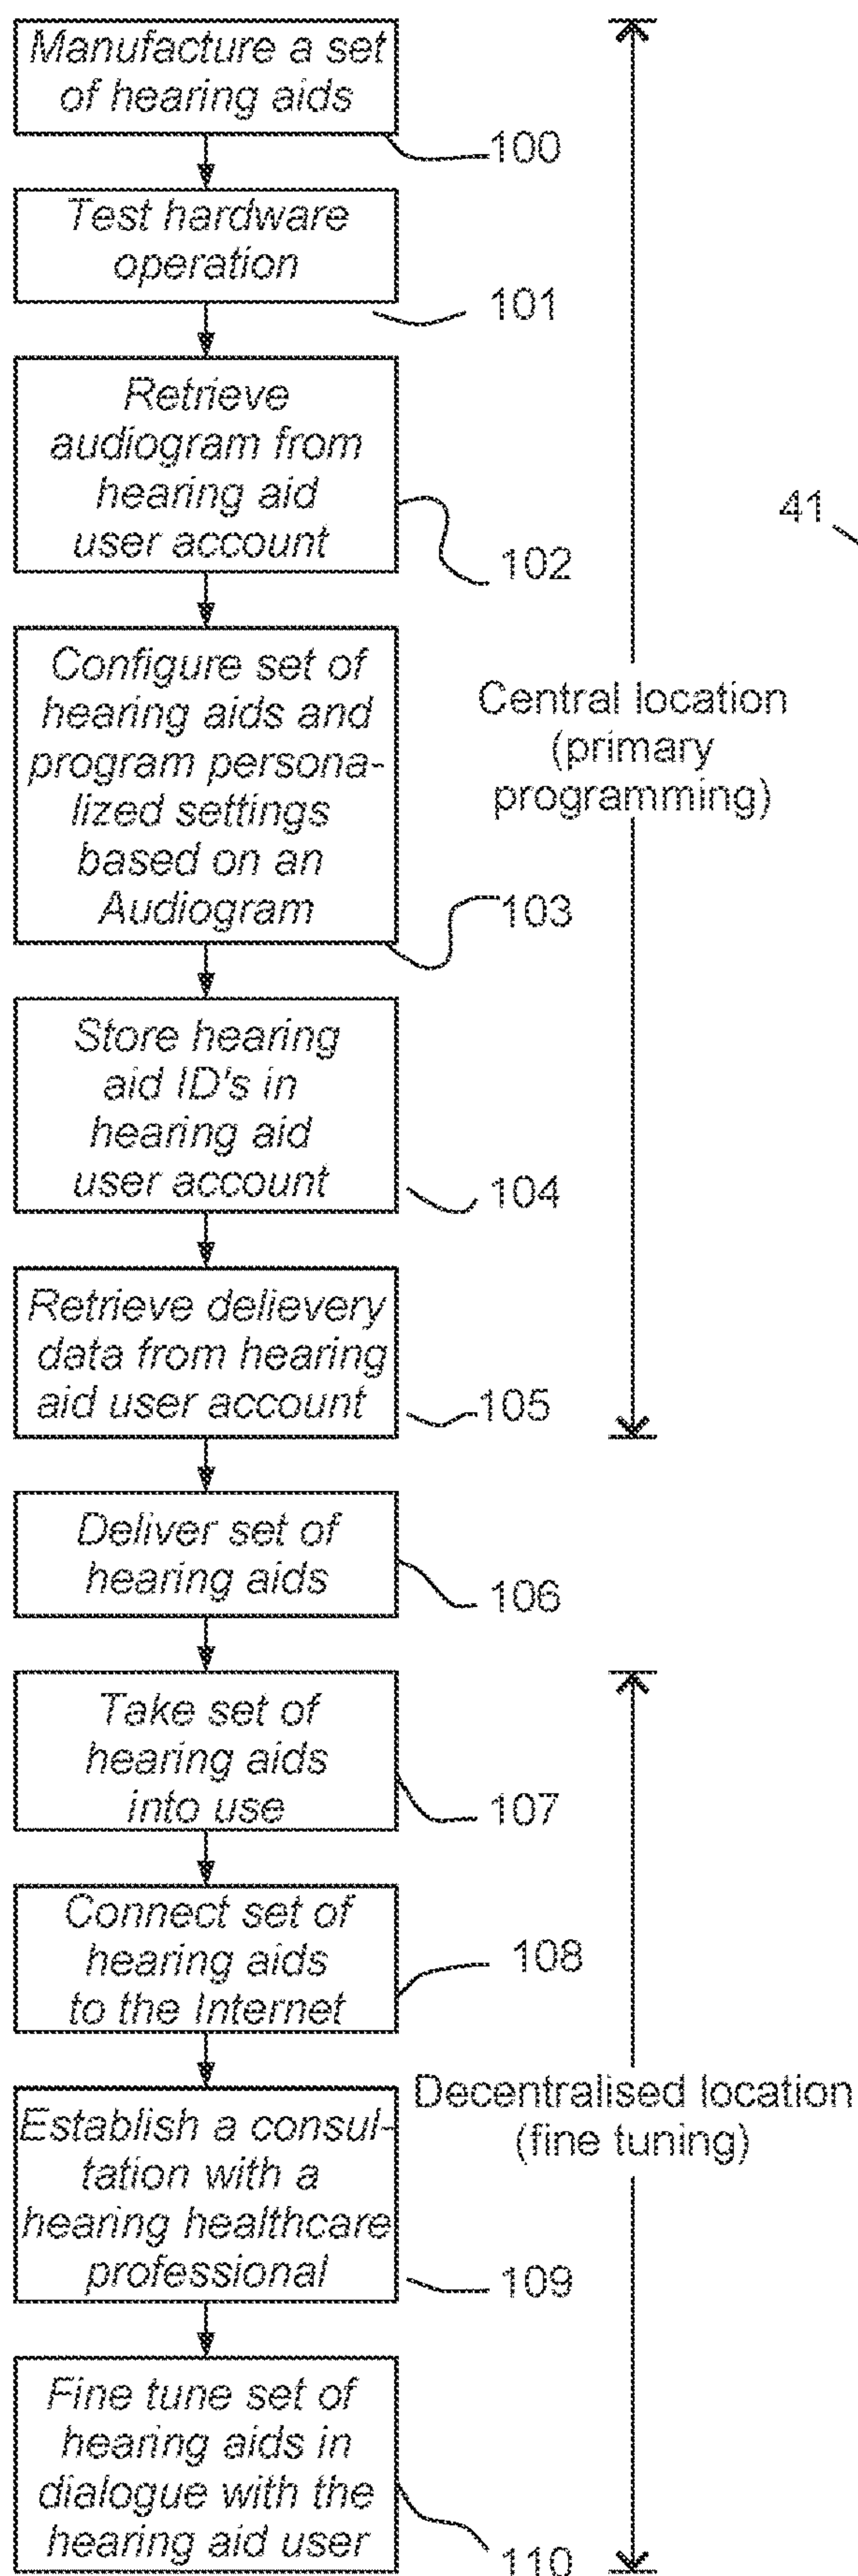 Manufacture a set
of hearing aids
100
Test hardware
operation
101
Retrieve
audiogram from
hearing aid
user account
102
41
Configure set of
hearing aids and
program persona-
lized settings
based on an
Audiogram
103
Central location
(primary
programming)
Store hearing
aid ID's in
hearing aid
user account
104
Retrieve delievery
data from hearing
aid user account
105
Deliver set of
hearing aids
106
Take set of
hearing aids
into use
107
Connect set of
hearing aids
to the Internet
108
Establish a consul-
tation with a
hearing healthcare
professional
109
Decentralised location
(fine tuning)
Fine tune set of
hearing aids in
dialogue with the
hearing aid user
110